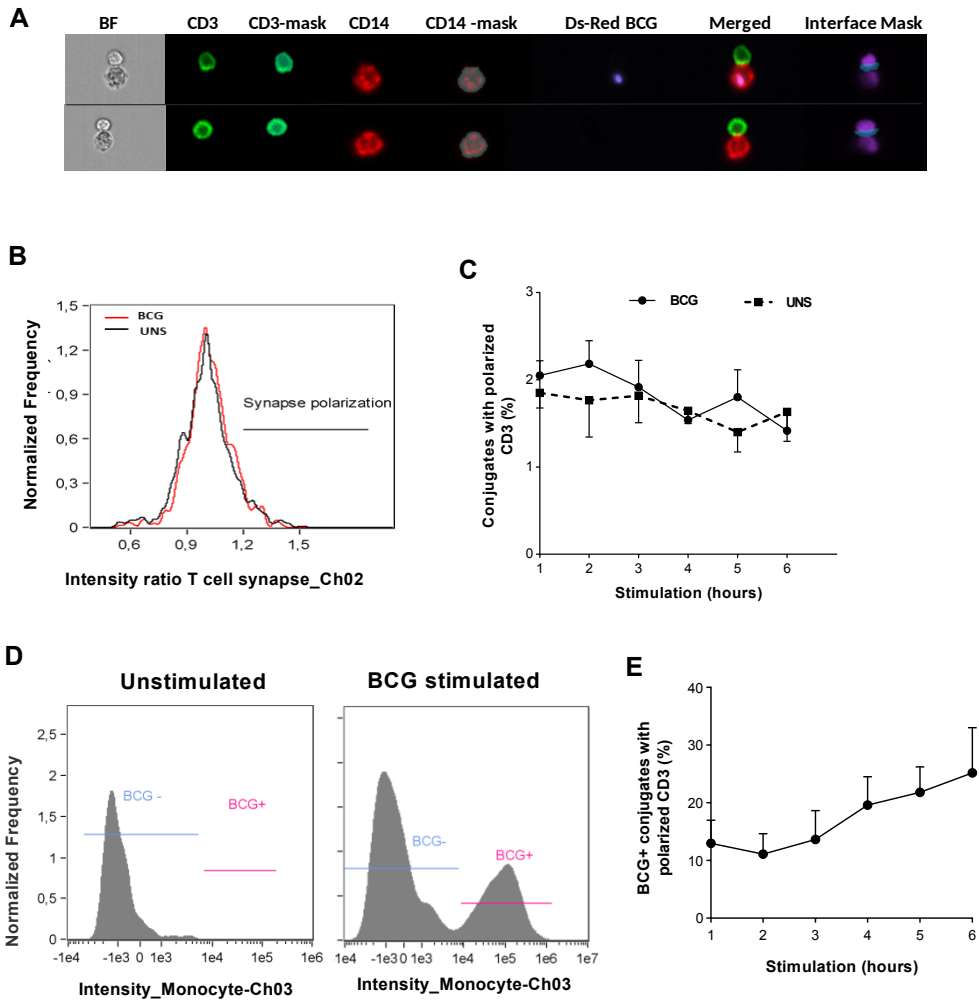 A
BF CD3 CD3-mask CD14 CD14 -mask Ds-Red BCG Merged Interface Mask
B
Normalized Frequency
1,5
1,2
0,9
0,6
0,3
0
BCG
UNS
Synapse polarization
0,6 0,9 1,2 1,5
Intensity ratio T cell synapse_Ch02
C
Conjugates with polarized
CD3 (%)
3
2
1
0
BCG UNS
1 2 3 4 5 6
Stimulation (hours)
D
Unstimulated
Normalized Frequency
2,5
2
1,5
1
0,5
0
BCG -
BCG+
-1e4 -1e3 0 1e3 1e4 1e5 1e6
Intensity_Monocyte-Ch03
BCG stimulated
BCG-
BCG+
-1e4 -1e30 1e3 1e4 1e5 1e6 1e7
Intensity_Monocyte-Ch03
E
BCG+ conjugates with
polarized CD3 (%)
40
30
20
10
0
1 2 3 4 5 6
Stimulation (hours)